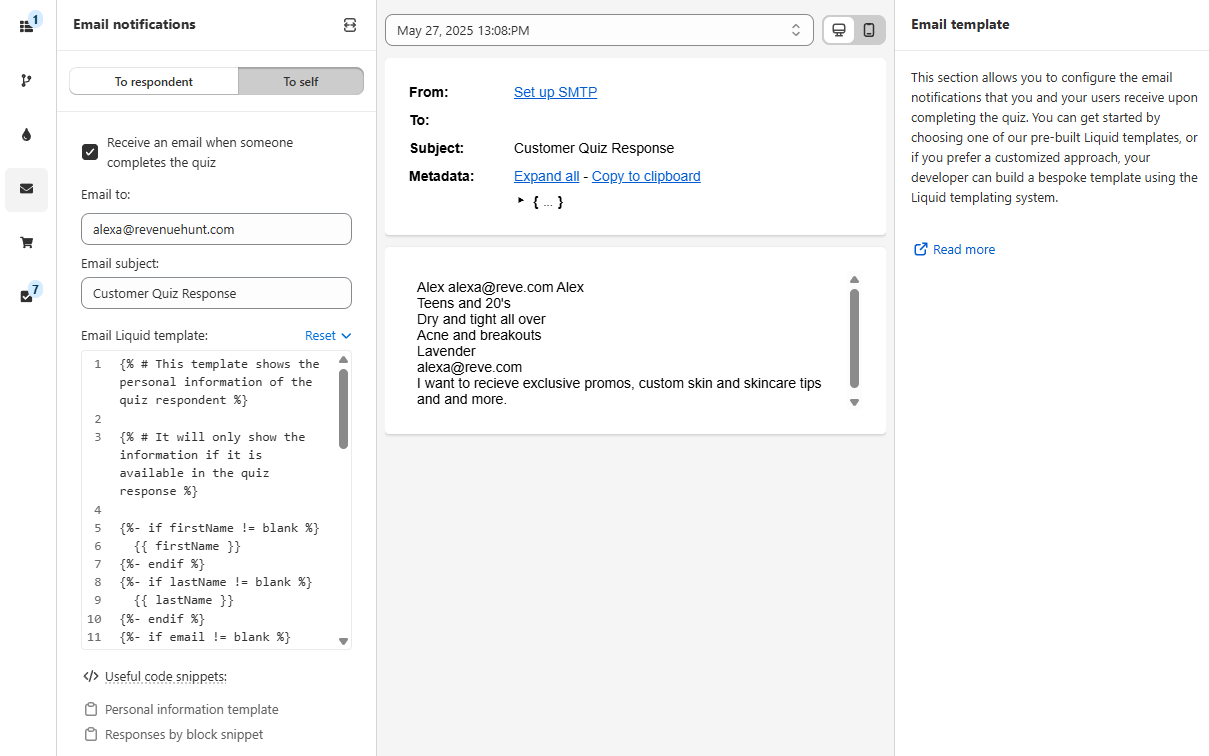 1
7
Email notifications
To respondent
To self
Receive an email when someone
completes the quiz
Email to:
alexa@revenuehunt.com
Email subject:
Customer Quiz Response
Email Liquid template:
Reset
1 {% # This template shows the
personal information of the
quiz respondent %}
2
3 {% # It will only show the
information if it is
available in the quiz
response %}
4
5 {%- if firstName != blank %}
6 {{ firstName }}
7 {%- endif %}
8 {%- if lastName != blank %}
9 {{ lastName }}
10 {%- endif %}
11 {%- if email != blank %}
</> Useful code snippets:
Personal information template
Responses by block snippet
May 27, 2025 13:08:PM
From: Set up SMTP
To:
Subject: Customer Quiz Response
Metadata: Expand all - Copy to clipboard
{ ... }
Alex alexa@reve.com Alex
Teens and 20's
Dry and tight all over
Acne and breakouts
Lavender
alexa@reve.com
I want to recieve exclusive promos, custom skin and skincare tips
and and more.
Email template
This section allows you to configure the email
notifications that you and your users receive upon
completing the quiz. You can get started by
choosing one of our pre-built Liquid templates, or
if you prefer a customized approach, your
developer can build a bespoke template using the
Liquid templating system.
Read more